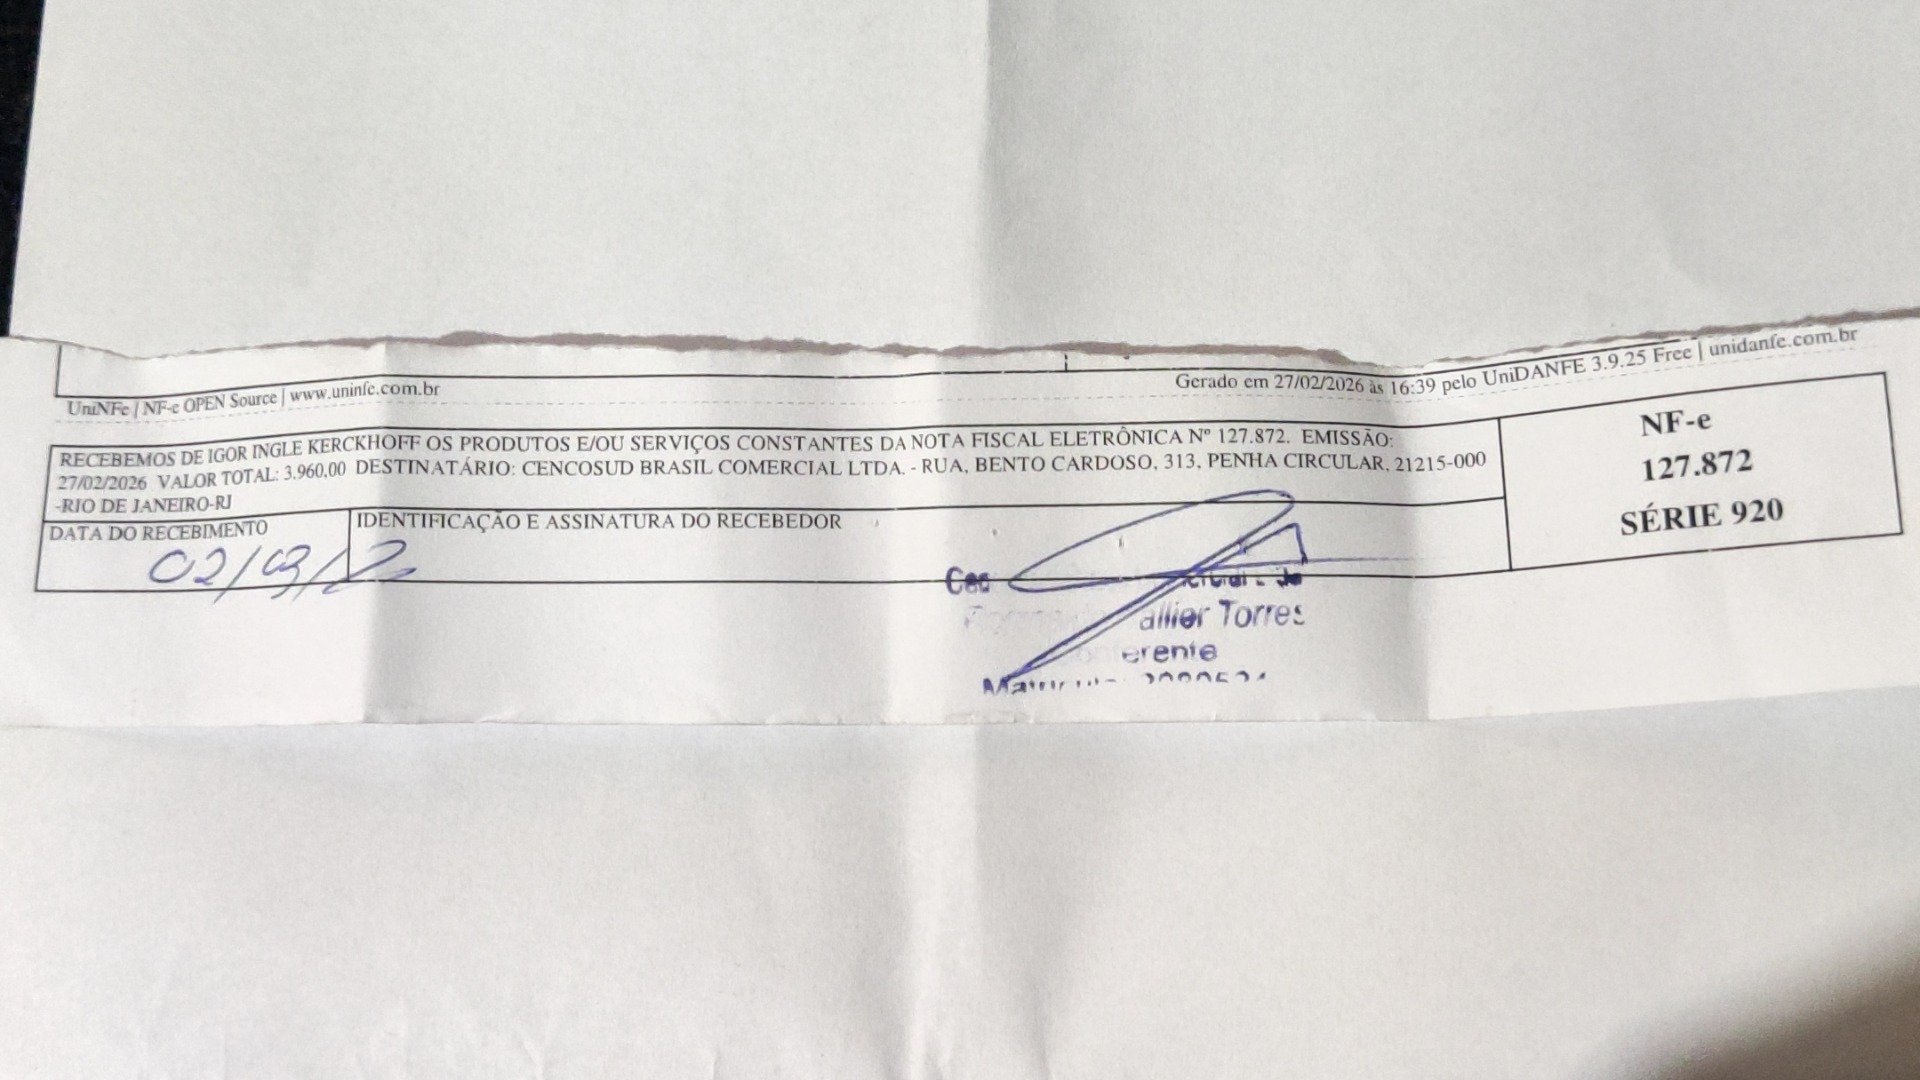 UniNFe | NF-e OPEN Source | www.uninfe.com.br
Gerado em 27/02/2026 às 16:39 pelo UniDANFE 3.9.25 Free | unidanfe.com.br
RECEBEMOS DE IGOR INGLE KERCKHOFF OS PRODUTOS E/OU SERVIÇOS CONSTANTES DA NOTA FISCAL ELETRÔNICA Nº 127.872. EMISSÃO:
27/02/2026 VALOR TOTAL: 3.960,00 DESTINATÁRIO: CENCOSUD BRASIL COMERCIAL LTDA. - RUA, BENTO CARDOSO, 313, PENHA CIRCULAR, 21215-000
-RIO DE JANEIRO-RJ
NF-e
127.872
SÉRIE 920
DATA DO RECEBIMENTO
02/03/2
IDENTIFICAÇÃO E ASSINATURA DO RECEBEDOR
Torres